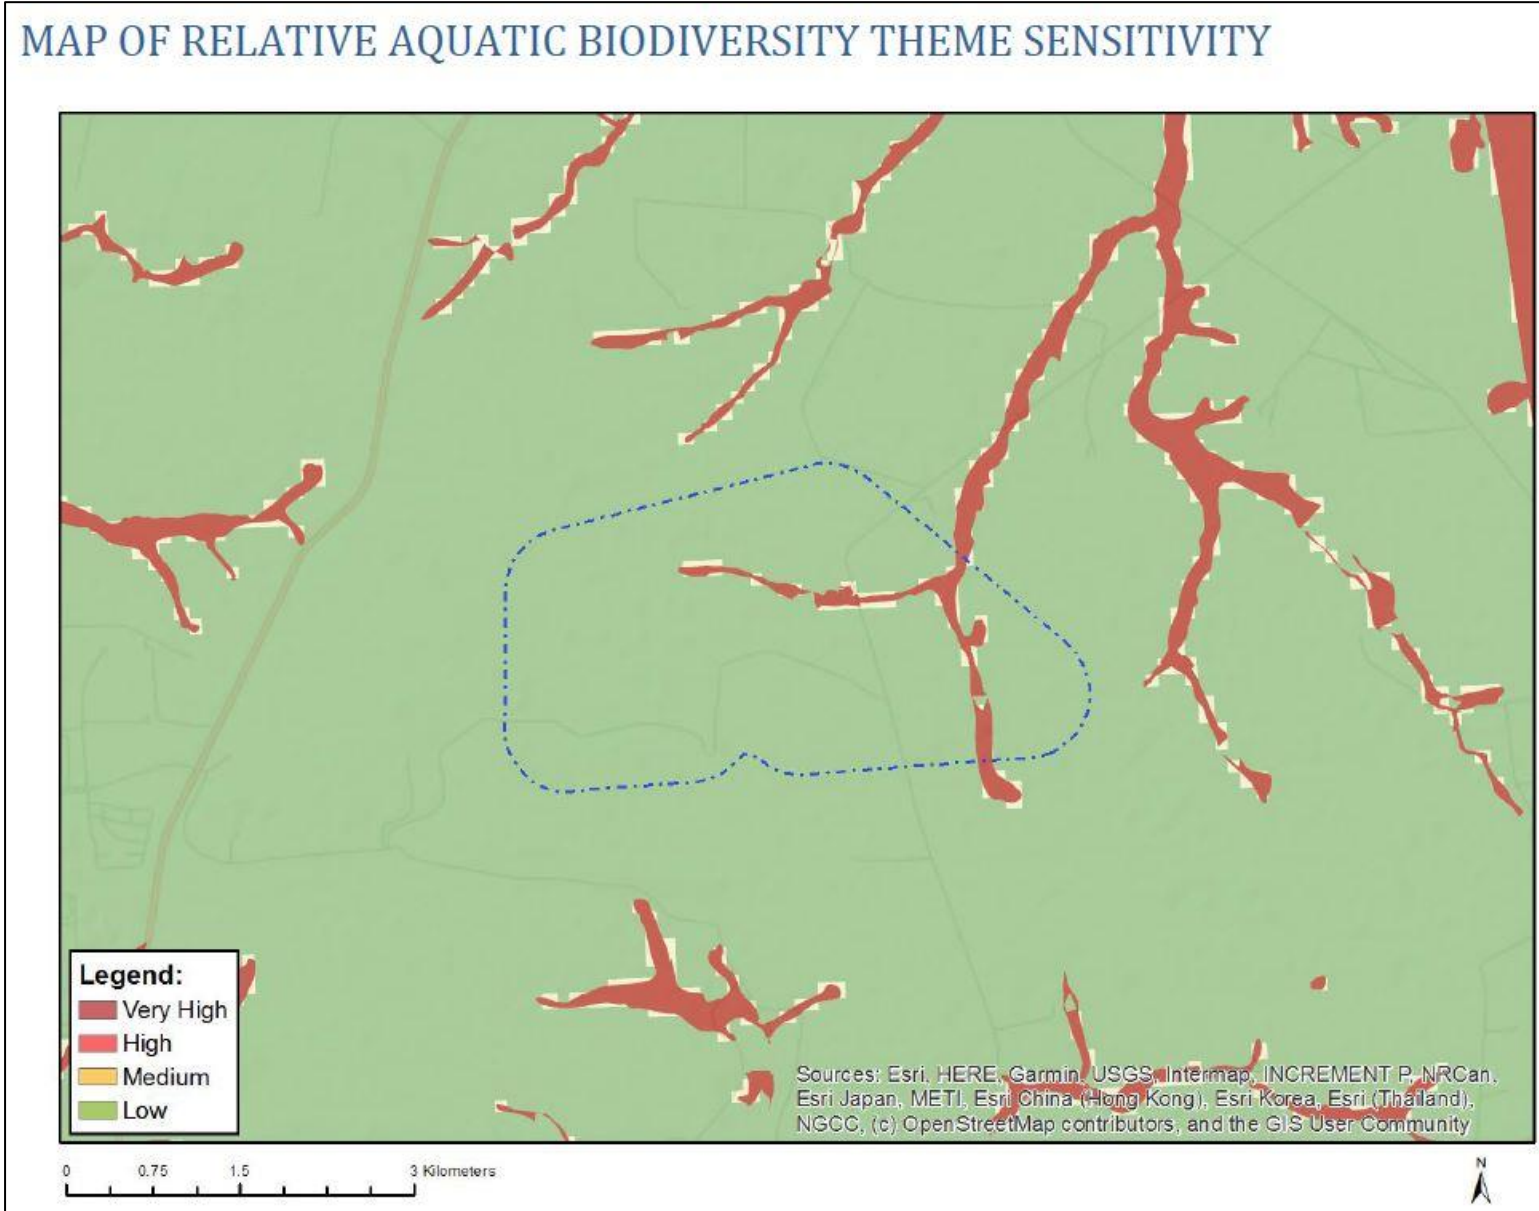 MAP OF RELATIVE AQUATIC BIODIVERSITY THEME SENSITIVITY
Legend:
Very High
High
Medium
Low
Sources: Esri, HERE, Garmin, USGS, Intermap, INCREMENT P, NRCan,
Esri Japan, METI, Esri China (Hong Kong), Esri Korea, Esri (Thailand),
NGCC, (c) OpenStreetMap contributors, and the GIS User Community
0 0.75 1.5 3 Kilometers
N